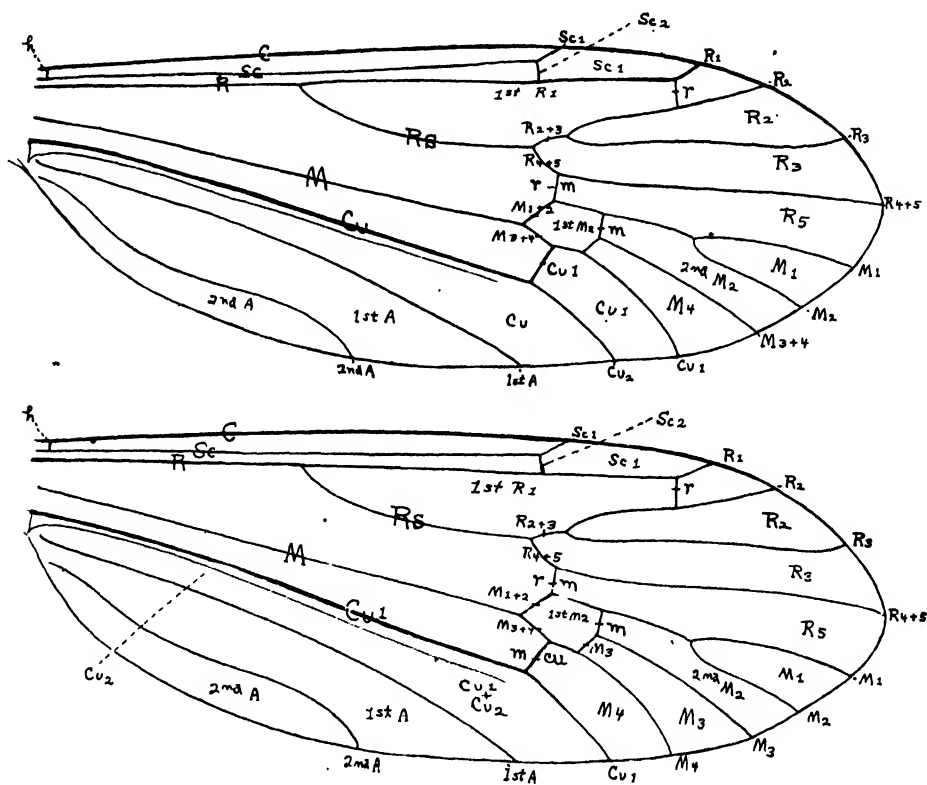 Sc2
h C Sc1 Sc1 R1
Sc
R 1st R1 r R2
R2
Rs R2+3 R3
R4+5 R3
M r m R4+5
M1+2 R5
Cu M3+4 1st M2 m
Cu1 2nd M2 M1 M1
2nd A 1st A Cu Cu1 M4 M2
M3+4
2nd A 1st A Cu2 Cu1
h C Sc1 Sc2
Sc Sc1 R1
R 1st R1 r R2
Rs R2+3 R2 R3
R4+5 R3
M r m
M1+2 1st M2 R4+5
Cu1 M3+4 m R5
m cu M3
Cu2 2nd A Cu1 2nd M2 M1 M1
+
1st A Cu2 M4 M3 M2
M3
2nd A 1st A Cu1 M4